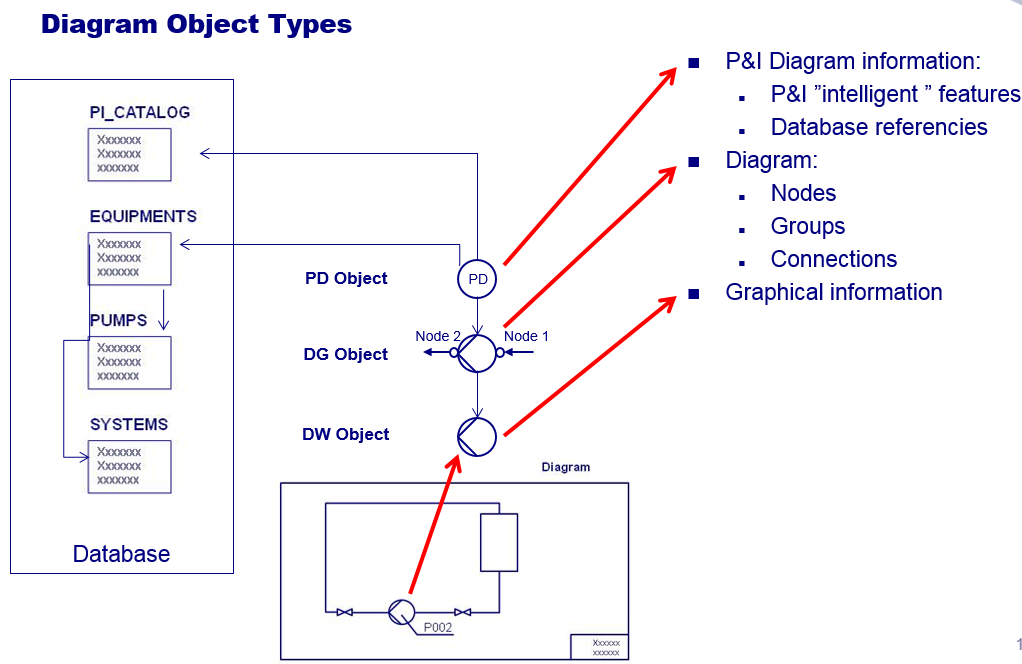 Diagram Object Types
PI_CATALOG
Xxxxxxx
Xxxxxxx
xxxxxxx
EQUIPMENTS
Xxxxxxx
Xxxxxxx
xxxxxxx
PUMPS
Xxxxxxx
Xxxxxxx
xxxxxxx
SYSTEMS
Xxxxxxx
Xxxxxxx
xxxxxxx
Database
PD Object
PD
Node 2
Node 1
DG Object
DW Object
Diagram
P002
Xxxxxx
xxxxxx
P&I Diagram information:
P&I ”intelligent ” features
Database referencies
Diagram:
Nodes
Groups
Connections
Graphical information
1